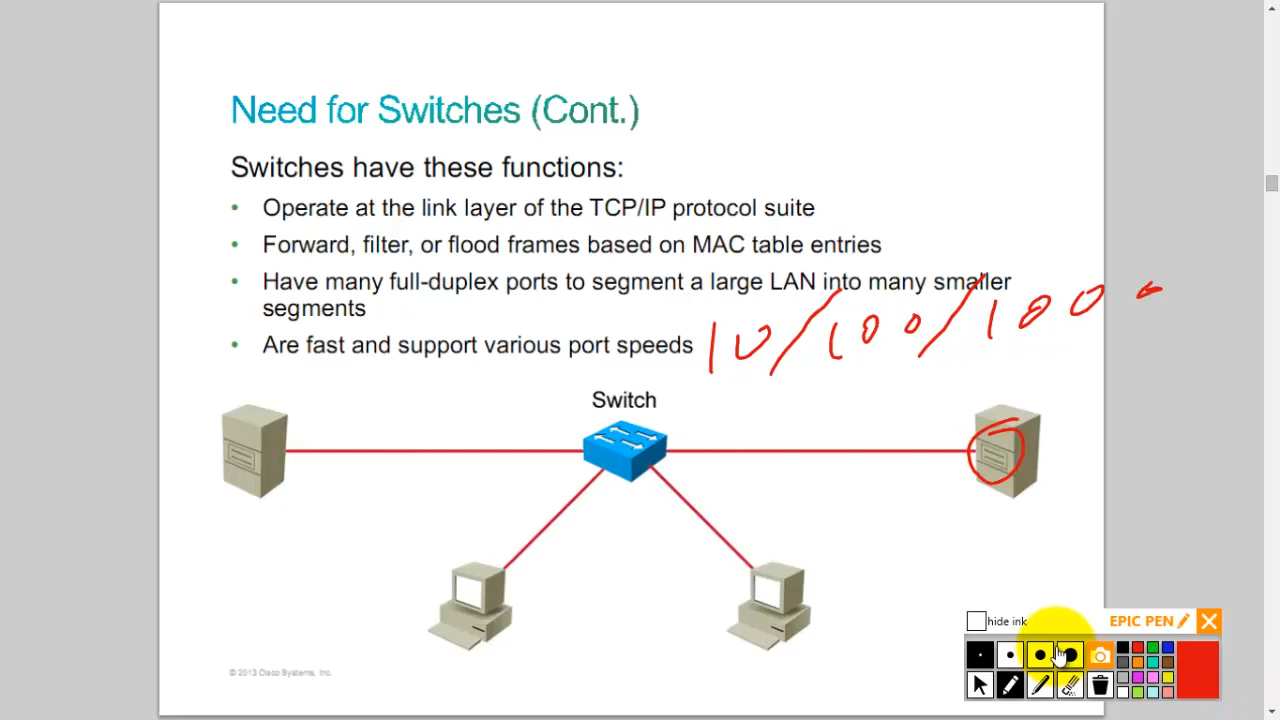 Need for Switches (Cont.)
Switches have these functions:
• Operate at the link layer of the TCP/IP protocol suite
• Forward, filter, or flood frames based on MAC table entries
• Have many full-duplex ports to segment a large LAN into many smaller
segments
• Are fast and support various port speeds
10/100/1000
Switch
hide ink
EPIC PEN
© 2013 Cisco Systems, Inc.